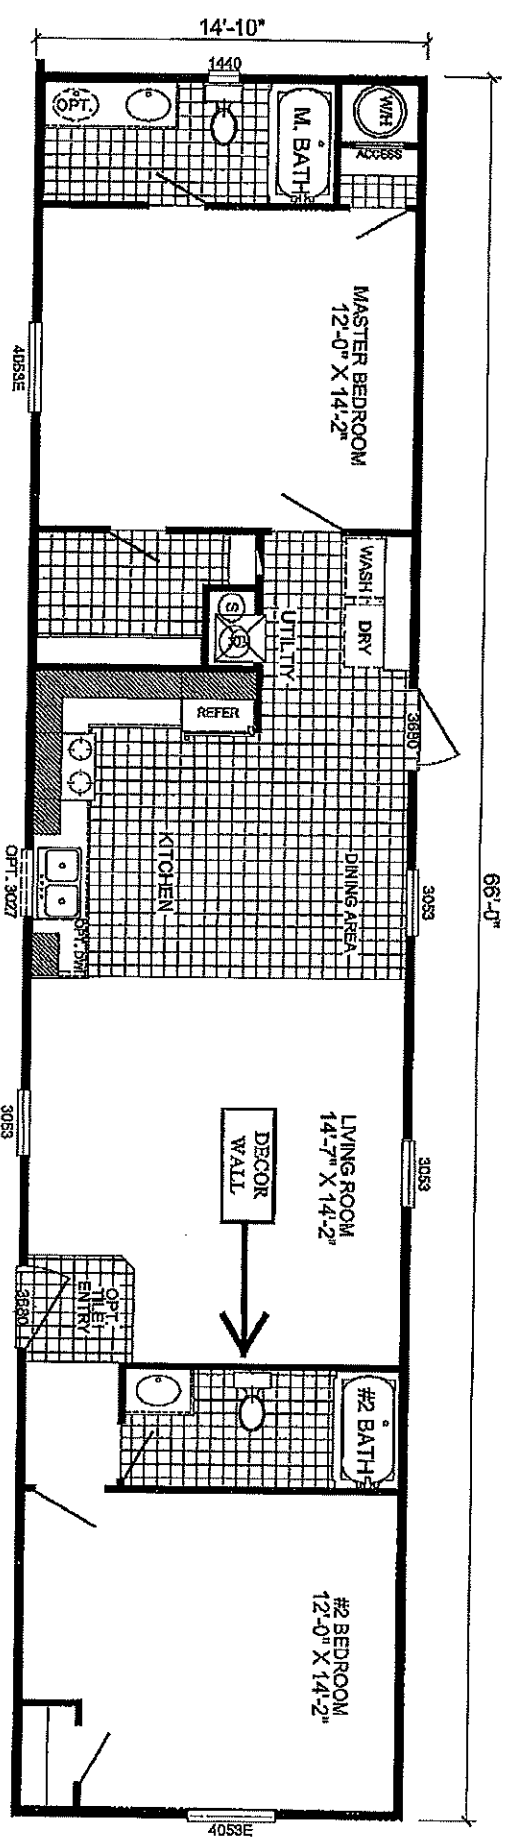 14'-10"
1440
OPT.
M. BATH
W/H
ACCESS
MASTER BEDROOM
12'-0" X 14'-2"
4053E
WASH
DRY
UTILITY
S
REFER
3680
KITCHEN
DINING AREA
3053
66'-0"
OPT. 3027
OPT.DW
LIVING ROOM
14'-7" X 14'-2"
3053
3053
DECOR
WALL
OPT.
TILE
ENTRY
3680
#2 BATH
#2 BEDROOM
12'-0" X 14'-2"
4053E